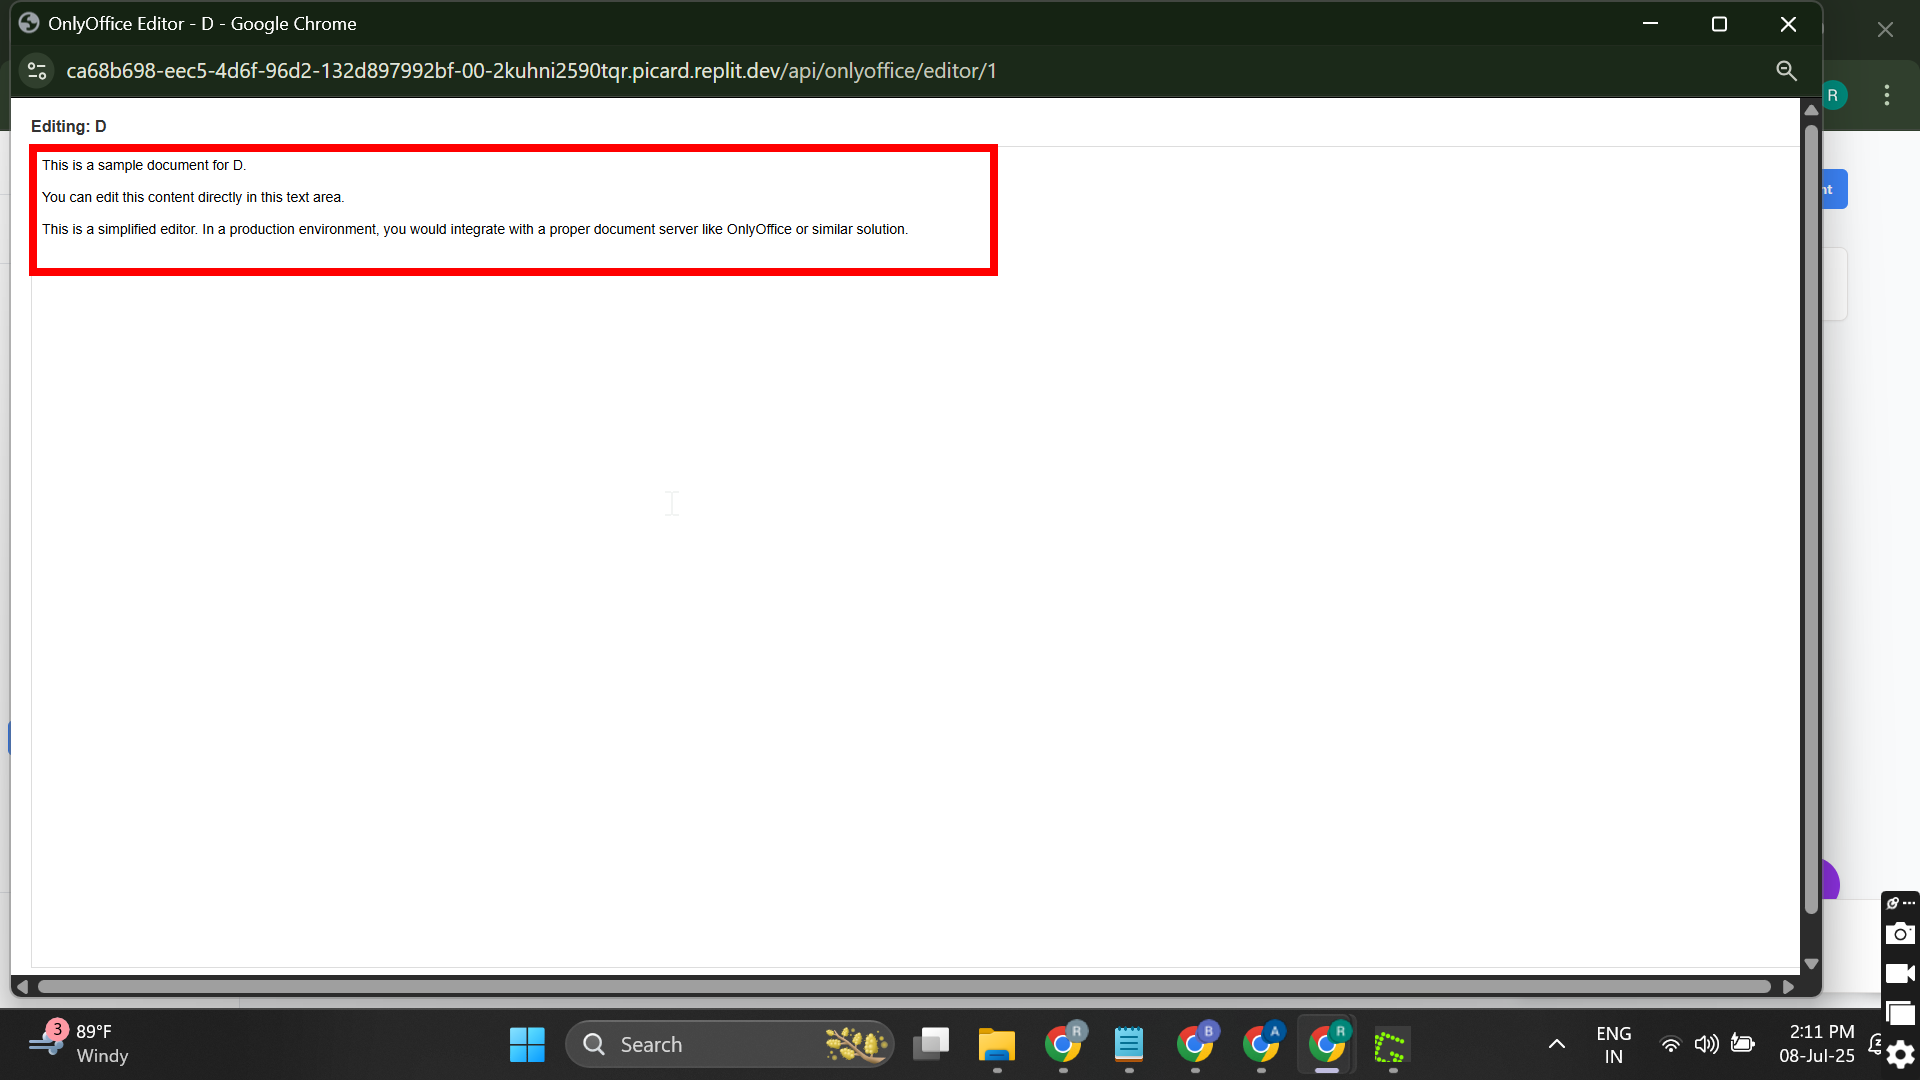 OnlyOffice Editor - D - Google Chrome
ca68b698-eec5-4d6f-96d2-132d897992bf-00-2kuhni2590tqr.picard.replit.dev/api/onlyoffice/editor/1
R
Editing: D
This is a sample document for D.
nt
You can edit this content directly in this text area.
This is a simplified editor. In a production environment, you would integrate with a proper document server like OnlyOffice or similar solution.
3
89°F
Windy
Search
R
B
A
R
ENG
IN
2:11 PM
08-Jul-25